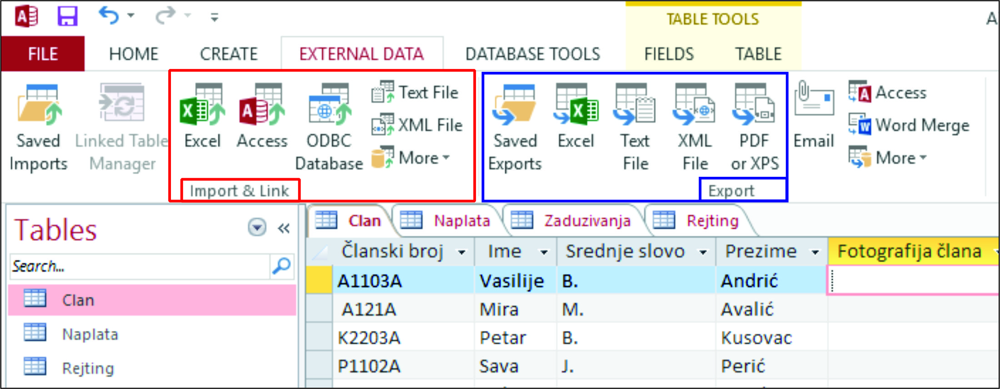 A
TABLE TOOLS
FILE HOME CREATE EXTERNAL DATA DATABASE TOOLS FIELDS TABLE
Saved Imports
Linked Table Manager
Excel
Access
ODBC Database
Text File
XML File
More
Import & Link
Saved Exports
Excel
Text File
XML File
PDF or XPS
Email
Access
Word Merge
More
Export
Tables
Search...
Clan
Naplata
Rejting
Clan Naplata Zaduzivanja Rejting
Članski broj Ime Srednje slovo Prezime Fotografija člana
A1103A Vasilije B. Andrić
A121A Mira M. Avalić
K2203A Petar B. Kusovac
P1102A Sava J. Perić